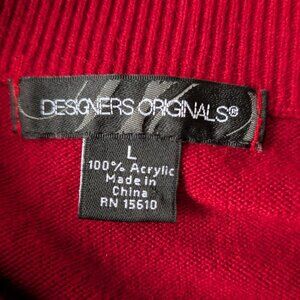 DESIGNERS ORIGINALS®
L
100% Acrylic
Made in
China
RN 15610